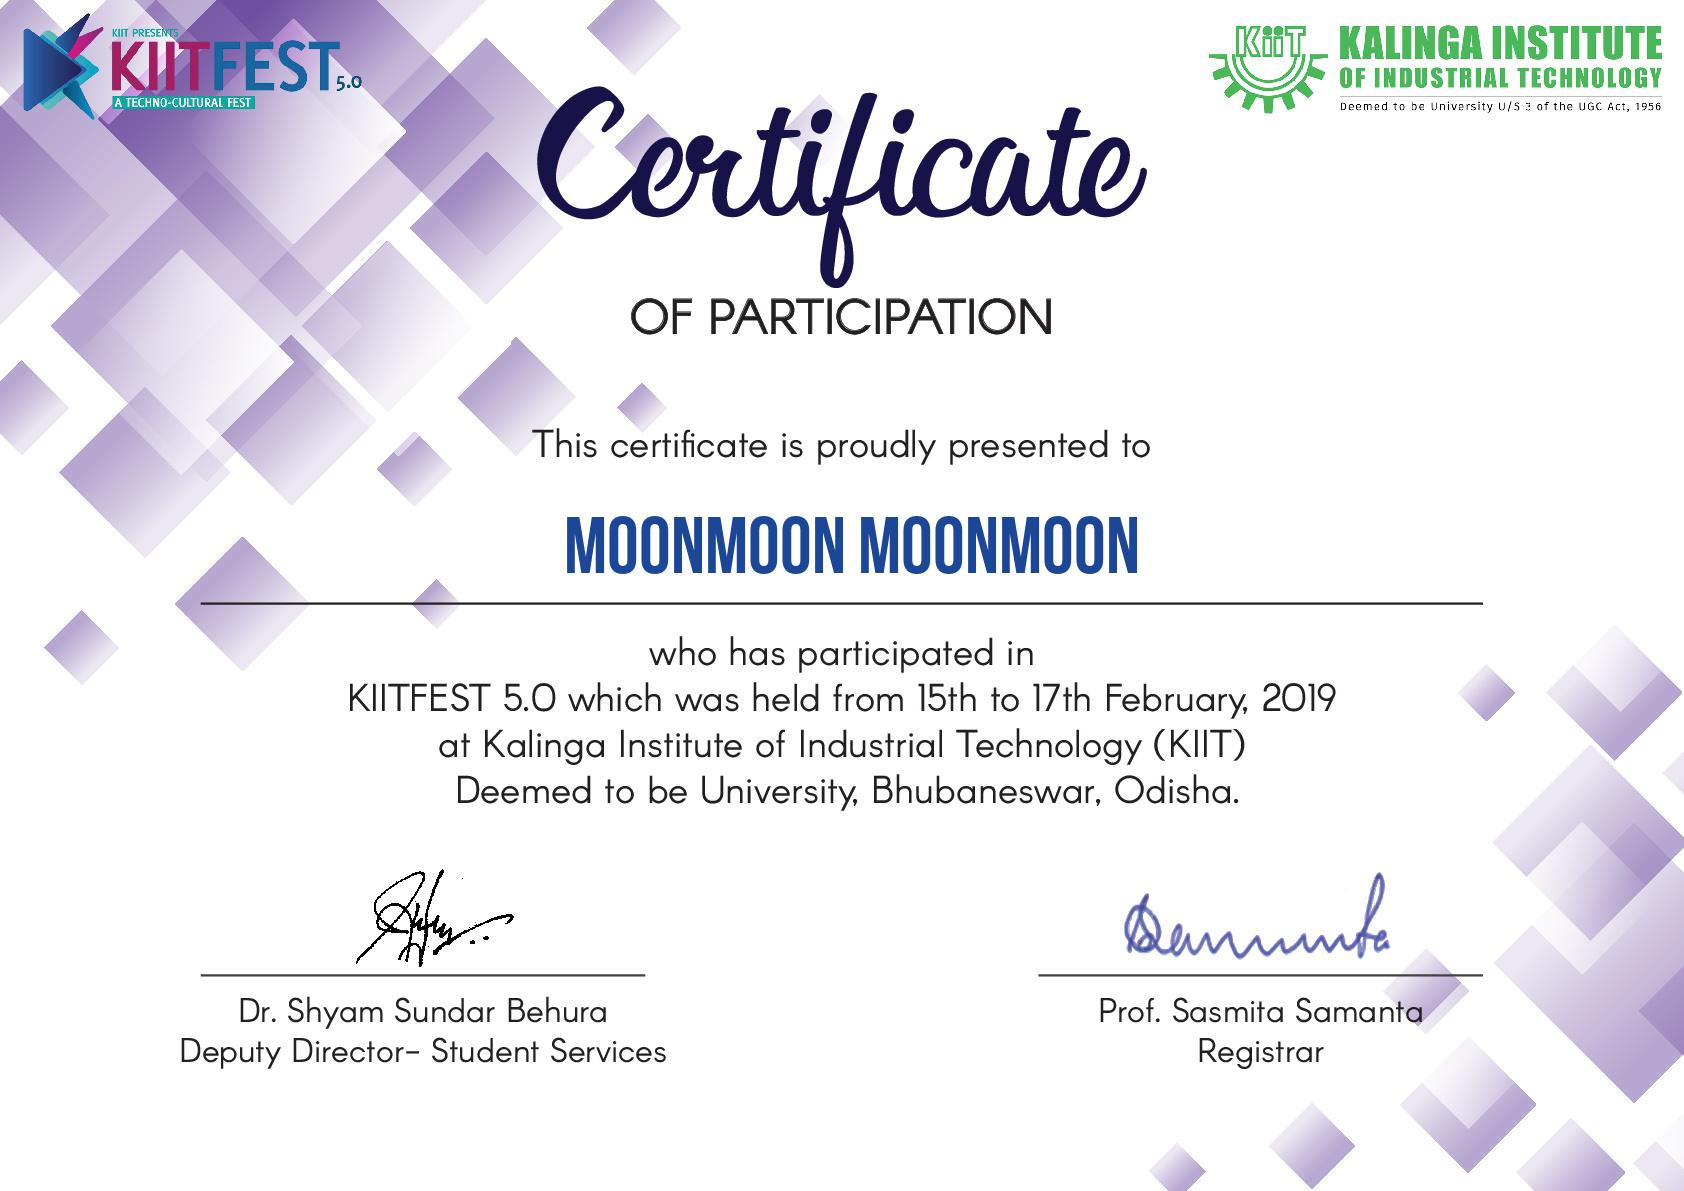 KIIT PRESENTS
KIITFEST 5.0
A TECHNO-CULTURAL FEST
KiiT
KALINGA INSTITUTE
OF INDUSTRIAL TECHNOLOGY
Deemed to be University U/S 3 of the UGC Act, 1956
Certificate
OF PARTICIPATION
This certificate is proudly presented to
MOONMOON MOONMOON
who has participated in
KIITFEST 5.0 which was held from 15th to 17th February, 2019
at Kalinga Institute of Industrial Technology (KIIT)
Deemed to be University, Bhubaneswar, Odisha.
Dr. Shyam Sundar Behura
Deputy Director- Student Services
Prof. Sasmita Samanta
Registrar